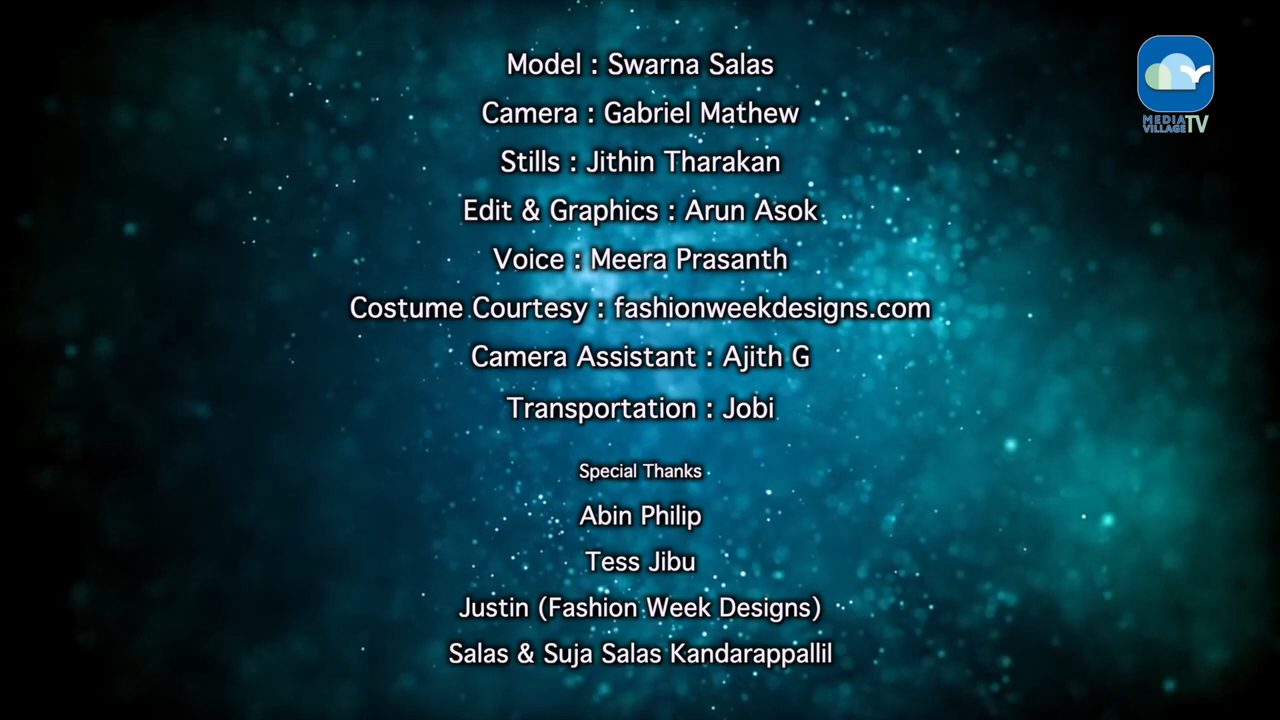 Model : Swarna Salas
Camera : Gabriel Mathew
Stills : Jithin Tharakan
Edit & Graphics : Arun Asok
Voice : Meera Prasanth
Costume Courtesy : fashionweekdesigns.com
Camera Assistant : Ajith G
Transportation : Jobi
Special Thanks
Abin Philip
Tess Jibu
Justin (Fashion Week Designs)
Salas & Suja Salas Kandarappallil
MEDIA
VILLAGE TV